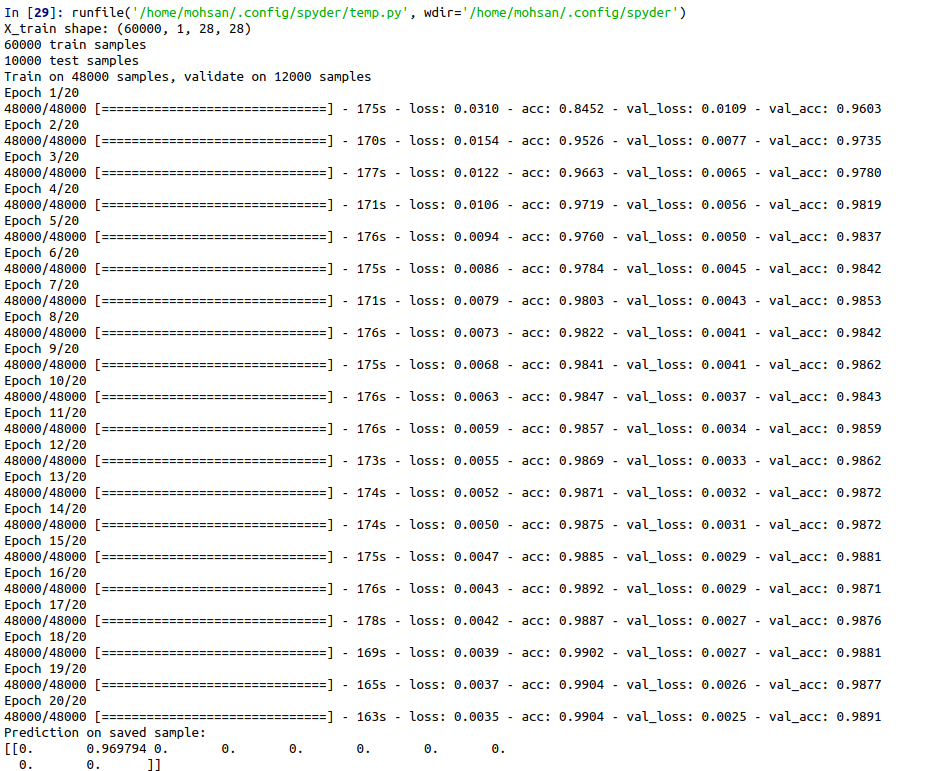 In [29]: runfile('/home/mohsan/.config/spyder/temp.py', wdir='/home/mohsan/.config/spyder')
X_train shape: (60000, 1, 28, 28)
60000 train samples
10000 test samples
Train on 48000 samples, validate on 12000 samples
Epoch 1/20
48000/48000 [==============================] - 175s - loss: 0.0310 - acc: 0.8452 - val_loss: 0.0109 - val_acc: 0.9603
Epoch 2/20
48000/48000 [==============================] - 170s - loss: 0.0154 - acc: 0.9526 - val_loss: 0.0077 - val_acc: 0.9735
Epoch 3/20
48000/48000 [==============================] - 177s - loss: 0.0122 - acc: 0.9663 - val_loss: 0.0065 - val_acc: 0.9780
Epoch 4/20
48000/48000 [==============================] - 171s - loss: 0.0106 - acc: 0.9719 - val_loss: 0.0056 - val_acc: 0.9819
Epoch 5/20
48000/48000 [==============================] - 176s - loss: 0.0094 - acc: 0.9760 - val_loss: 0.0050 - val_acc: 0.9837
Epoch 6/20
48000/48000 [==============================] - 175s - loss: 0.0086 - acc: 0.9784 - val_loss: 0.0045 - val_acc: 0.9842
Epoch 7/20
48000/48000 [==============================] - 171s - loss: 0.0079 - acc: 0.9803 - val_loss: 0.0043 - val_acc: 0.9853
Epoch 8/20
48000/48000 [==============================] - 176s - loss: 0.0073 - acc: 0.9822 - val_loss: 0.0041 - val_acc: 0.9842
Epoch 9/20
48000/48000 [==============================] - 175s - loss: 0.0068 - acc: 0.9841 - val_loss: 0.0041 - val_acc: 0.9862
Epoch 10/20
48000/48000 [==============================] - 176s - loss: 0.0063 - acc: 0.9847 - val_loss: 0.0037 - val_acc: 0.9843
Epoch 11/20
48000/48000 [==============================] - 176s - loss: 0.0059 - acc: 0.9857 - val_loss: 0.0034 - val_acc: 0.9859
Epoch 12/20
48000/48000 [==============================] - 173s - loss: 0.0055 - acc: 0.9869 - val_loss: 0.0033 - val_acc: 0.9862
Epoch 13/20
48000/48000 [==============================] - 174s - loss: 0.0052 - acc: 0.9871 - val_loss: 0.0032 - val_acc: 0.9872
Epoch 14/20
48000/48000 [==============================] - 174s - loss: 0.0050 - acc: 0.9875 - val_loss: 0.0031 - val_acc: 0.9872
Epoch 15/20
48000/48000 [==============================] - 175s - loss: 0.0047 - acc: 0.9885 - val_loss: 0.0029 - val_acc: 0.9881
Epoch 16/20
48000/48000 [==============================] - 176s - loss: 0.0043 - acc: 0.9892 - val_loss: 0.0029 - val_acc: 0.9871
Epoch 17/20
48000/48000 [==============================] - 178s - loss: 0.0042 - acc: 0.9887 - val_loss: 0.0027 - val_acc: 0.9876
Epoch 18/20
48000/48000 [==============================] - 169s - loss: 0.0039 - acc: 0.9902 - val_loss: 0.0027 - val_acc: 0.9881
Epoch 19/20
48000/48000 [==============================] - 165s - loss: 0.0037 - acc: 0.9904 - val_loss: 0.0026 - val_acc: 0.9877
Epoch 20/20
48000/48000 [==============================] - 163s - loss: 0.0035 - acc: 0.9904 - val_loss: 0.0025 - val_acc: 0.9891
Prediction on saved sample:
[[0.       0.969794 0.       0.       0.       0.       0.
  0.       0.      ]]